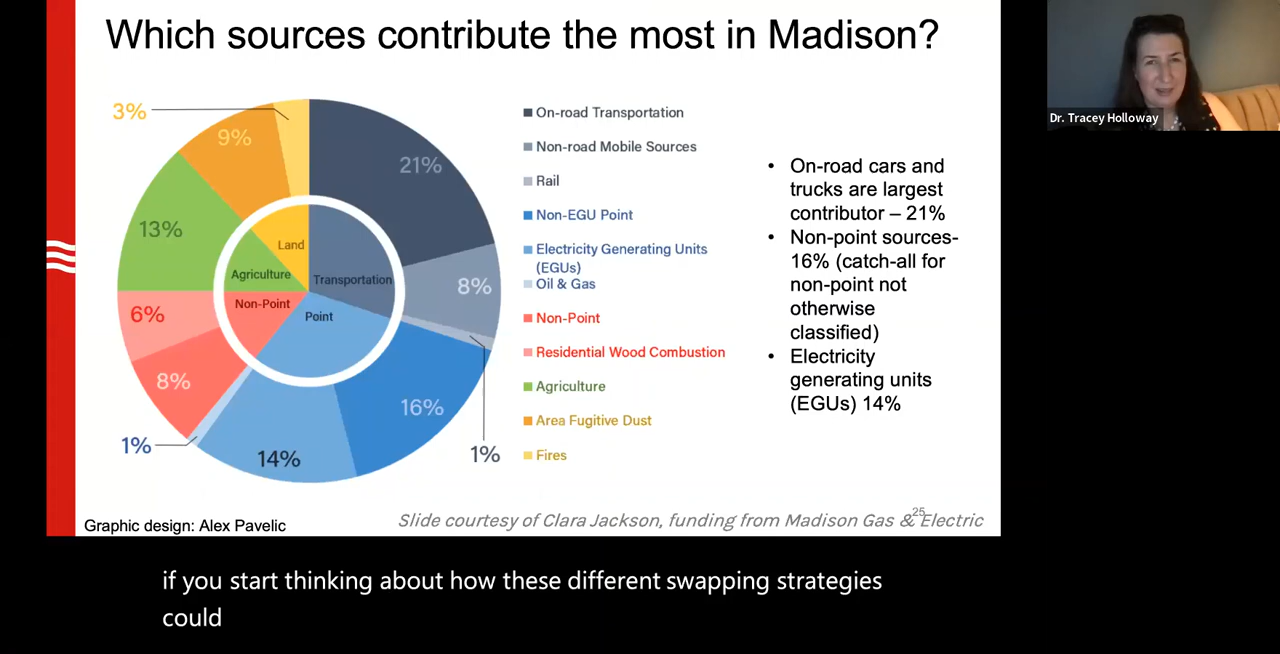 Which sources contribute the most in Madison?
3%
9%
21%
13%
8%
6%
8%
16%
1%
14%
1%
Land
Agriculture
Transportation
Non-Point
Point
On-road Transportation
Non-road Mobile Sources
Rail
Non-EGU Point
Electricity Generating Units
(EGUs)
Oil & Gas
Non-Point
Residential Wood Combustion
Agriculture
Area Fugitive Dust
Fires
• On-road cars and
trucks are largest
contributor – 21%
• Non-point sources-
16% (catch-all for
non-point not
otherwise
classified)
• Electricity
generating units
(EGUs) 14%
Graphic design: Alex Pavelic
Slide courtesy of Clara Jackson, funding from Madison Gas & Electric
25
Dr. Tracey Holloway
if you start thinking about how these different swapping strategies
could